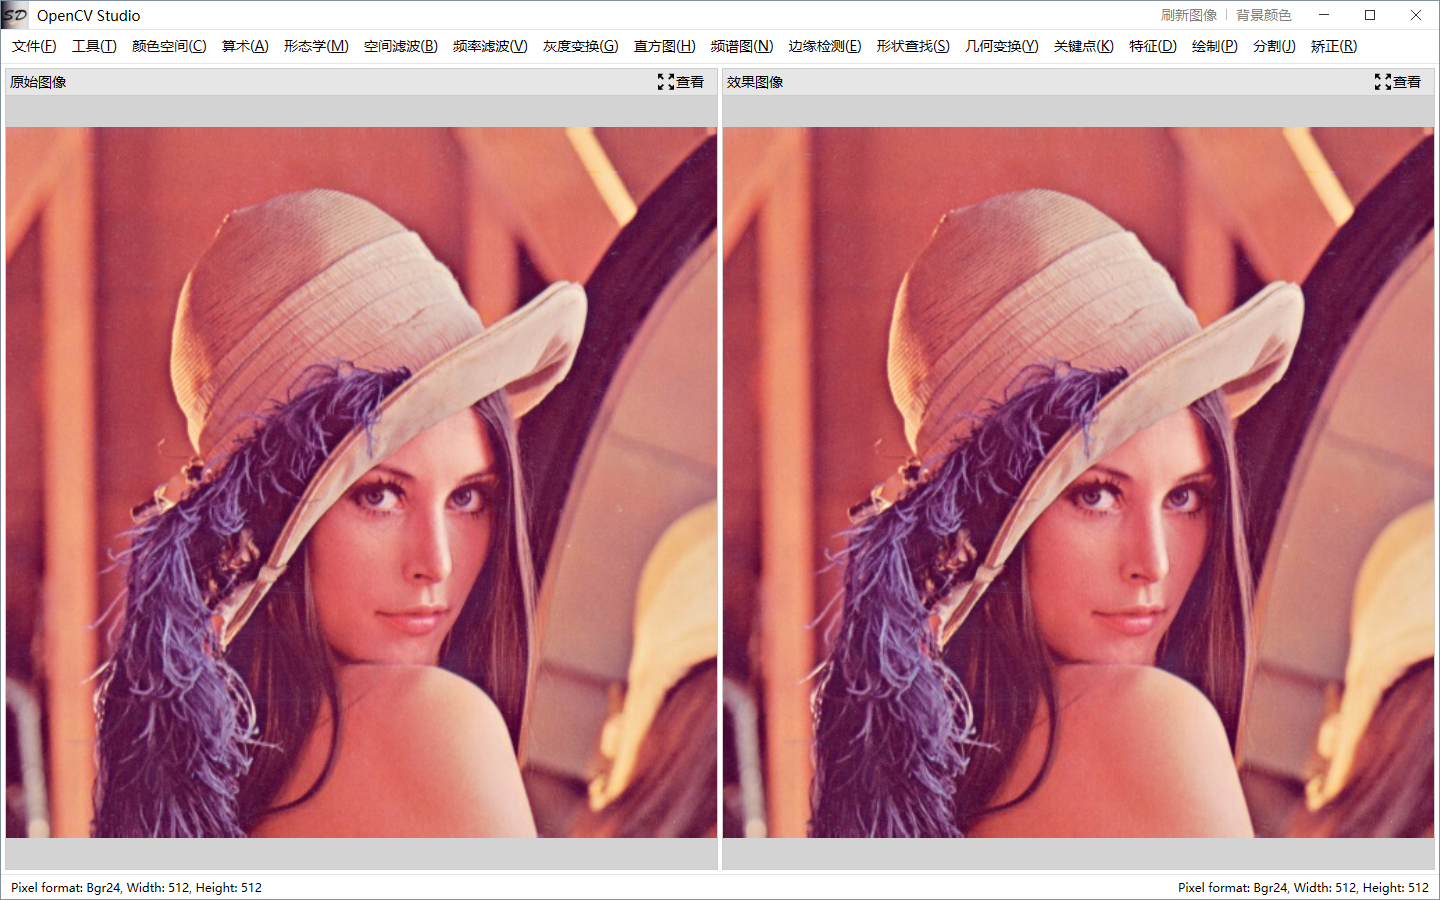 SD OpenCV Studio 刷新图像 背景颜色
文件(F) 工具(T) 颜色空间(C) 算术(A) 形态学(M) 空间滤波(B) 频率滤波(V) 灰度变换(G) 直方图(H) 频谱图(N) 边缘检测(E) 形状查找(S) 几何变换(Y) 关键点(K) 特征(D) 绘制(P) 分割(J) 矫正(R)
原始图像 查看 效果图像 查看
Pixel format: Bgr24, Width: 512, Height: 512 Pixel format: Bgr24, Width: 512, Height: 512